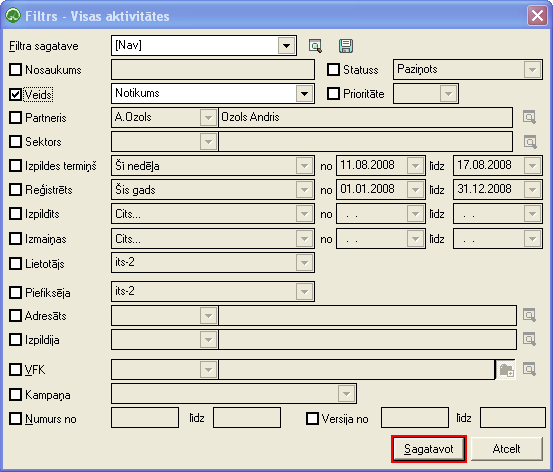 Filtrs - Visas aktivitātes
Filtra sagatave [Nav]
Nosaukums Statuss Paziņots
Veids Notikums Prioritāte
Partneris A.Ozols Ozols Andris
Sektors
Izpildes termiņš Šī nedēļa no 11.08.2008 līdz 17.08.2008
Reģistrēts Šis gads no 01.01.2008 līdz 31.12.2008
Izpildīts Cits... no . . līdz . .
Izmaiņas Cits... no . . līdz . .
Lietotājs its-2
Piefiksēja its-2
Adresāts
Izpildija
VFK
Kampaņa
Numurs no līdz Versija no līdz
Sagatavot Atcelt